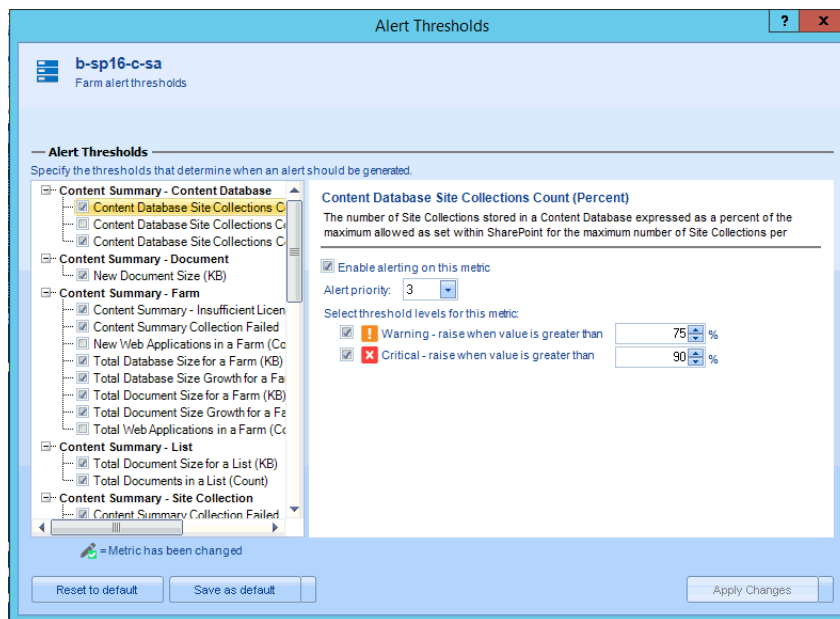 Alert Thresholds
?
x
b-sp16-c-sa
Farm alert thresholds
Alert Thresholds
Specify the thresholds that determine when an alert should be generated.
Content Summary - Content Database
Content Database Site Collections C
Content Database Site Collections Co
Content Database Site Collections C
Content Summary - Document
New Document Size (KB)
Content Summary - Farm
Content Summary - Insufficient Licen
Content Summary Collection Failed
New Web Applications in a Farm (Co
Total Database Size for a Farm (KB)
Total Database Size Growth for a Fa
Total Document Size for a Farm (KB)
Total Document Size Growth for a Fa
Total Web Applications in a Farm (Co
Content Summary - List
Total Document Size for a List (KB)
Total Documents in a List (Count)
Content Summary - Site Collection
Content Summary Collection Failed
Content Database Site Collections Count (Percent)
The number of Site Collections stored in a Content Database expressed as a percent of the
maximum allowed as set within SharePoint for the maximum number of Site Collections per
Enable alerting on this metric
Alert priority: 3
Select threshold levels for this metric:
Warning - raise when value is greater than 75 %
Critical - raise when value is greater than 90 %
= Metric has been changed
Reset to default
Save as default
Apply Changes